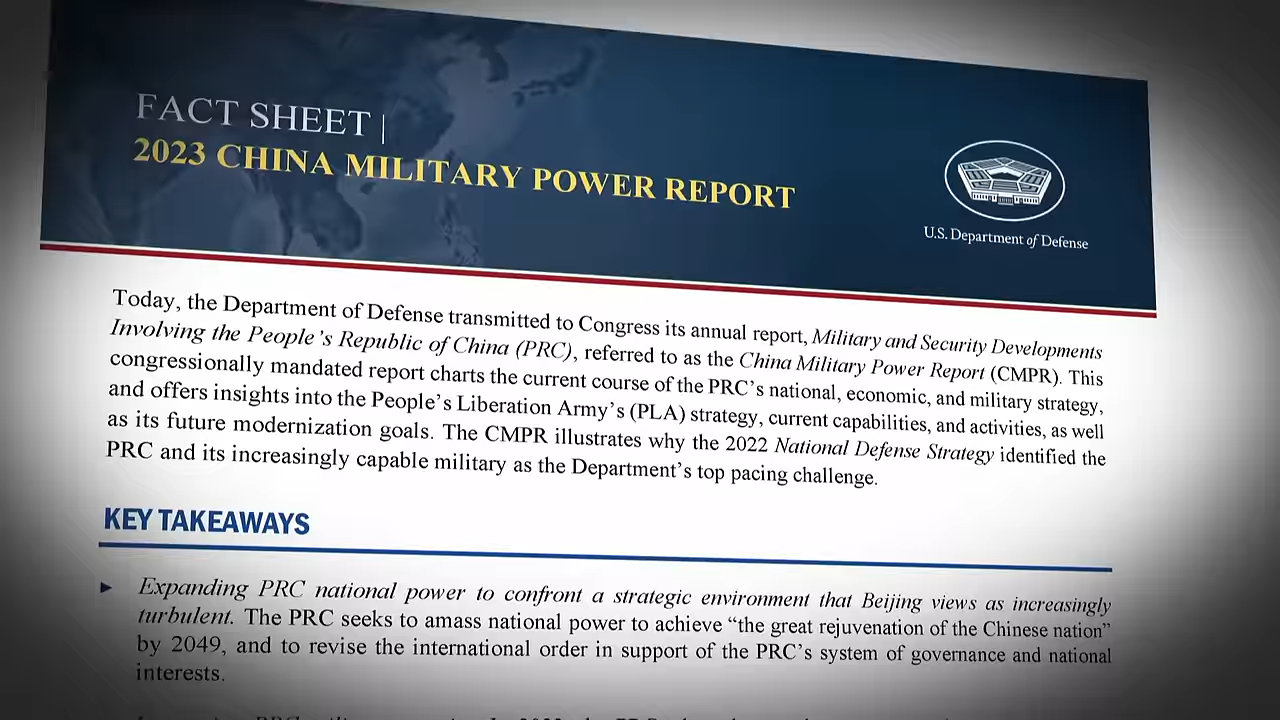 FACT SHEET |
2023 CHINA MILITARY POWER REPORT
U.S. Department of Defense
Today, the Department of Defense transmitted to Congress its annual report, Military and Security Developments
Involving the People's Republic of China (PRC), referred to as the China Military Power Report (CMPR). This
congressionally mandated report charts the current course of the PRC's national, economic, and military strategy,
and offers insights into the People's Liberation Army's (PLA) strategy, current capabilities, and activities, as well
as its future modernization goals. The CMPR illustrates why the 2022 National Defense Strategy identified the
PRC and its increasingly capable military as the Department's top pacing challenge.
KEY TAKEAWAYS
► Expanding PRC national power to confront a strategic environment that Beijing views as increasingly
turbulent. The PRC seeks to amass national power to achieve “the great rejuvenation of the Chinese nation”
by 2049, and to revise the international order in support of the PRC's system of governance and national
interests.